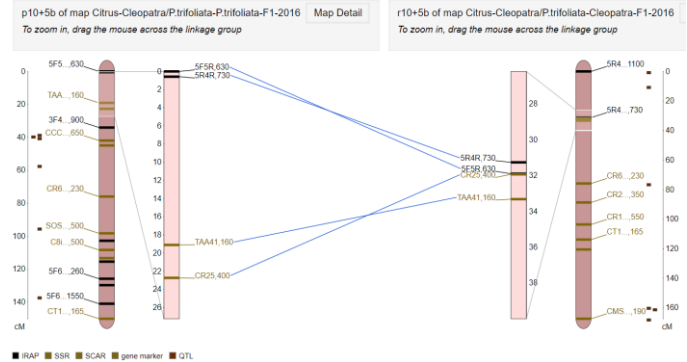 p10+5b of map Citrus-Cleopatra/P.trifoliata-P.trifoliata-F1-2016
Map Detail
To zoom in, drag the mouse across the linkage group
r10+5b of map Citrus-Cleopatra/P.trifoliata-Cleopatra-F1-2016
To zoom in, drag the mouse across the linkage group
0
20
40
60
80
100
120
140
cM
5F5...,630
TAA...,160
3F4...,900
CCC...,650
CR6...,230
SOS...,500
C8i...,500
5F6...,260
5F6...1550
CT1...,165
0
2
4
6
8
10
12
14
16
18
20
22
24
26
5F5R,630
5R4R,730
TAA41,160
CR25,400
5R4R,730
5F5R,630
CR25,400
TAA41,160
28
30
32
34
36
38
5R4...1100
5R4...,730
CR6...,230
CR2...,350
CR1...,550
CT1...,165
CMS...,190
0
20
40
60
80
100
120
140
160
cM
IRAP
SSR
SCAR
gene marker
QTL